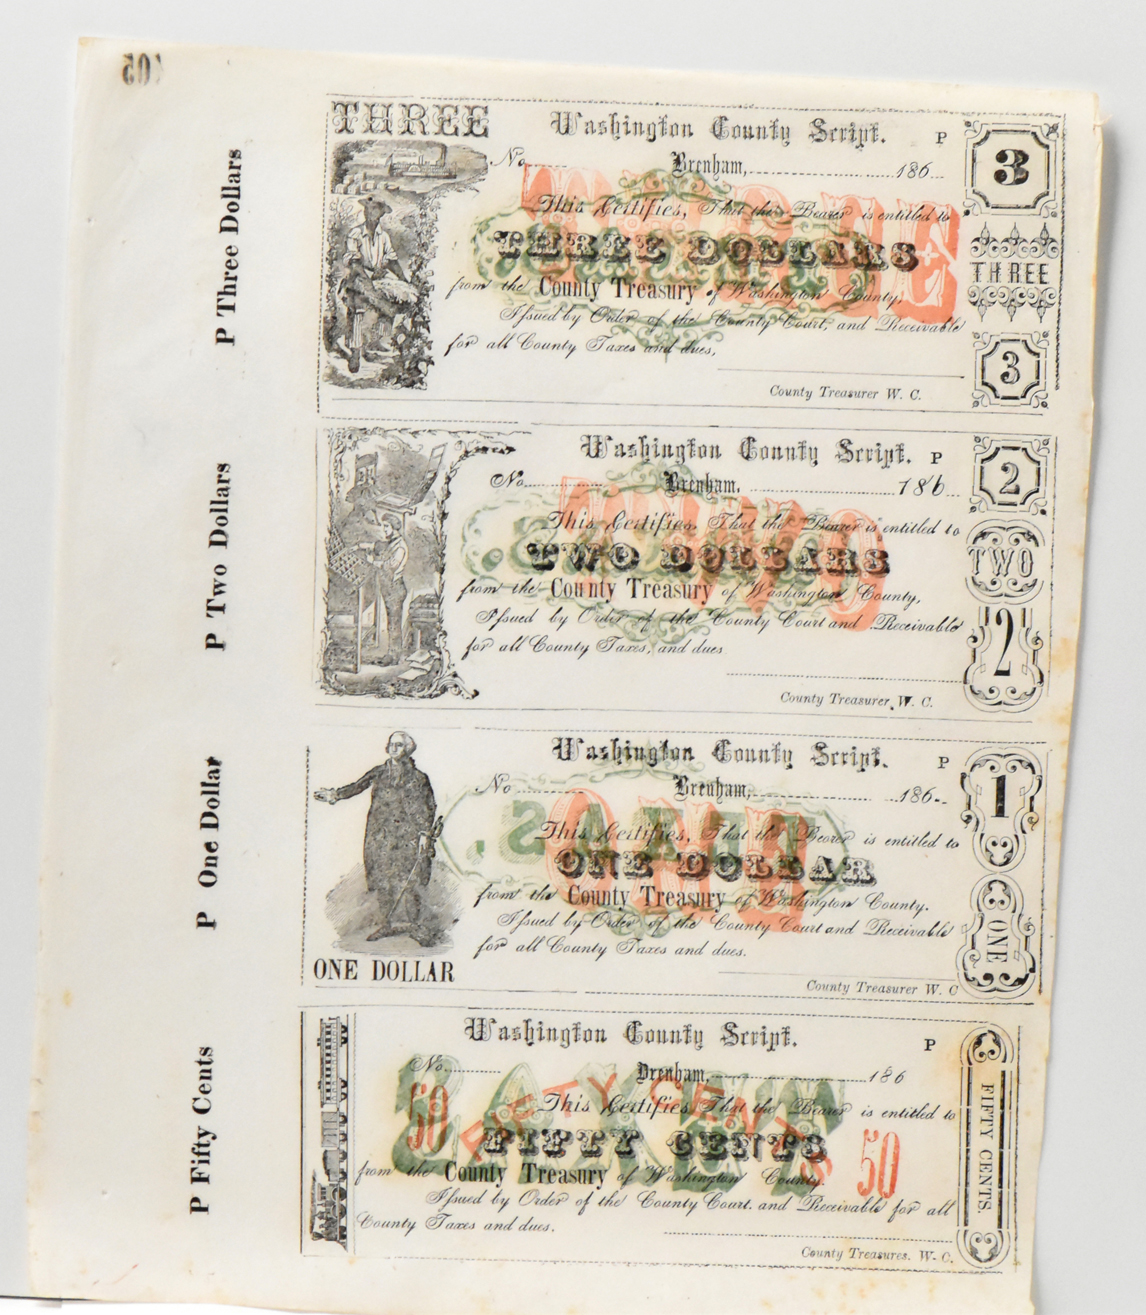 P Three Dollars
THREE
Washington County Script.
P
No.
Brenham, 186
This Certifies, That the Bearer is entitled to
THREE DOLLARS
from the County Treasury of Washington County,
Issued by Order of the County Court, and Receivable
for all County Taxes and dues,
County Treasurer W. C.
3
THREE
3
P Two Dollars
Washington County Script.
P
No.
Brenham, 186
This Certifies, That the Bearer is entitled to
TWO DOLLARS
from the County Treasury of Washington County,
Issued by Order of the County Court and Receivable
for all County Taxes, and dues
County Treasurer, W. C.
2
TWO
2
P One Dollar
ONE DOLLAR
Washington County Script.
P
No
Brenham, 186
This Certifies, That the Bearer is entitled to
ONE DOLLAR
from the County Treasury of Washington County.
Issued by Order of the County Court and Receivable
for all County Taxes and dues.
County Treasurer W. C
1
ONE
P Fifty Cents
Washington County Script.
P
No.
Brenham, 186
50 FIFTY CENTS 50
This Certifies, That the Bearer is entitled to
FIFTY CENTS
from the County Treasury of Washington County.
Issued by Order of the County Court. and Receivable for all
County Taxes and dues.
County Treasures. W. C.
FIFTY CENTS.